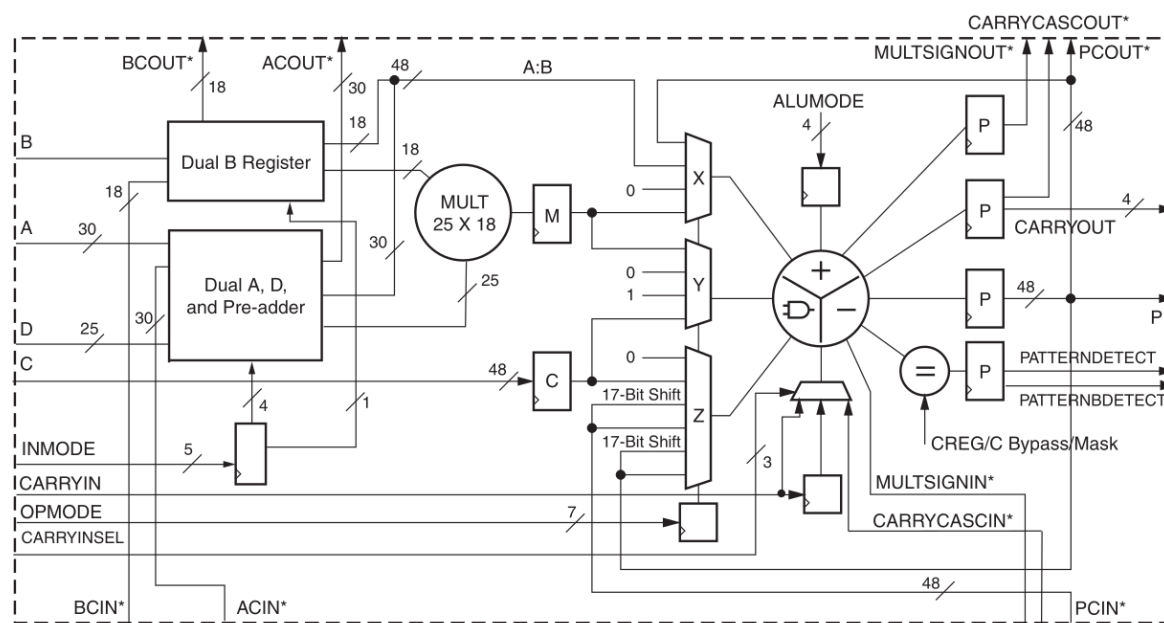 CARRYCASCOUT*
BCOUT*
ACOUT*
MULTSIGNOUT*
PCOUT*
48
A:B
18
30
ALUMODE
18
4
P
48
B
Dual B Register
18
X
18
MULT
25 X 18
0
M
P
4
A
30
30
CARRYOUT
Dual A, D,
and Pre-adder
0
Y
25
1
48
P
P
30
D
25
0
C
48
C
P
PATTERNDETECT
PATTERNBDETECT
17-Bit Shift
Z
4
1
17-Bit Shift
CREG/C Bypass/Mask
INMODE
5
3
CARRYIN
MULTSIGNIN*
OPMODE
7
CARRYCASCIN*
CARRYINSEL
48
BCIN*
ACIN*
PCIN*